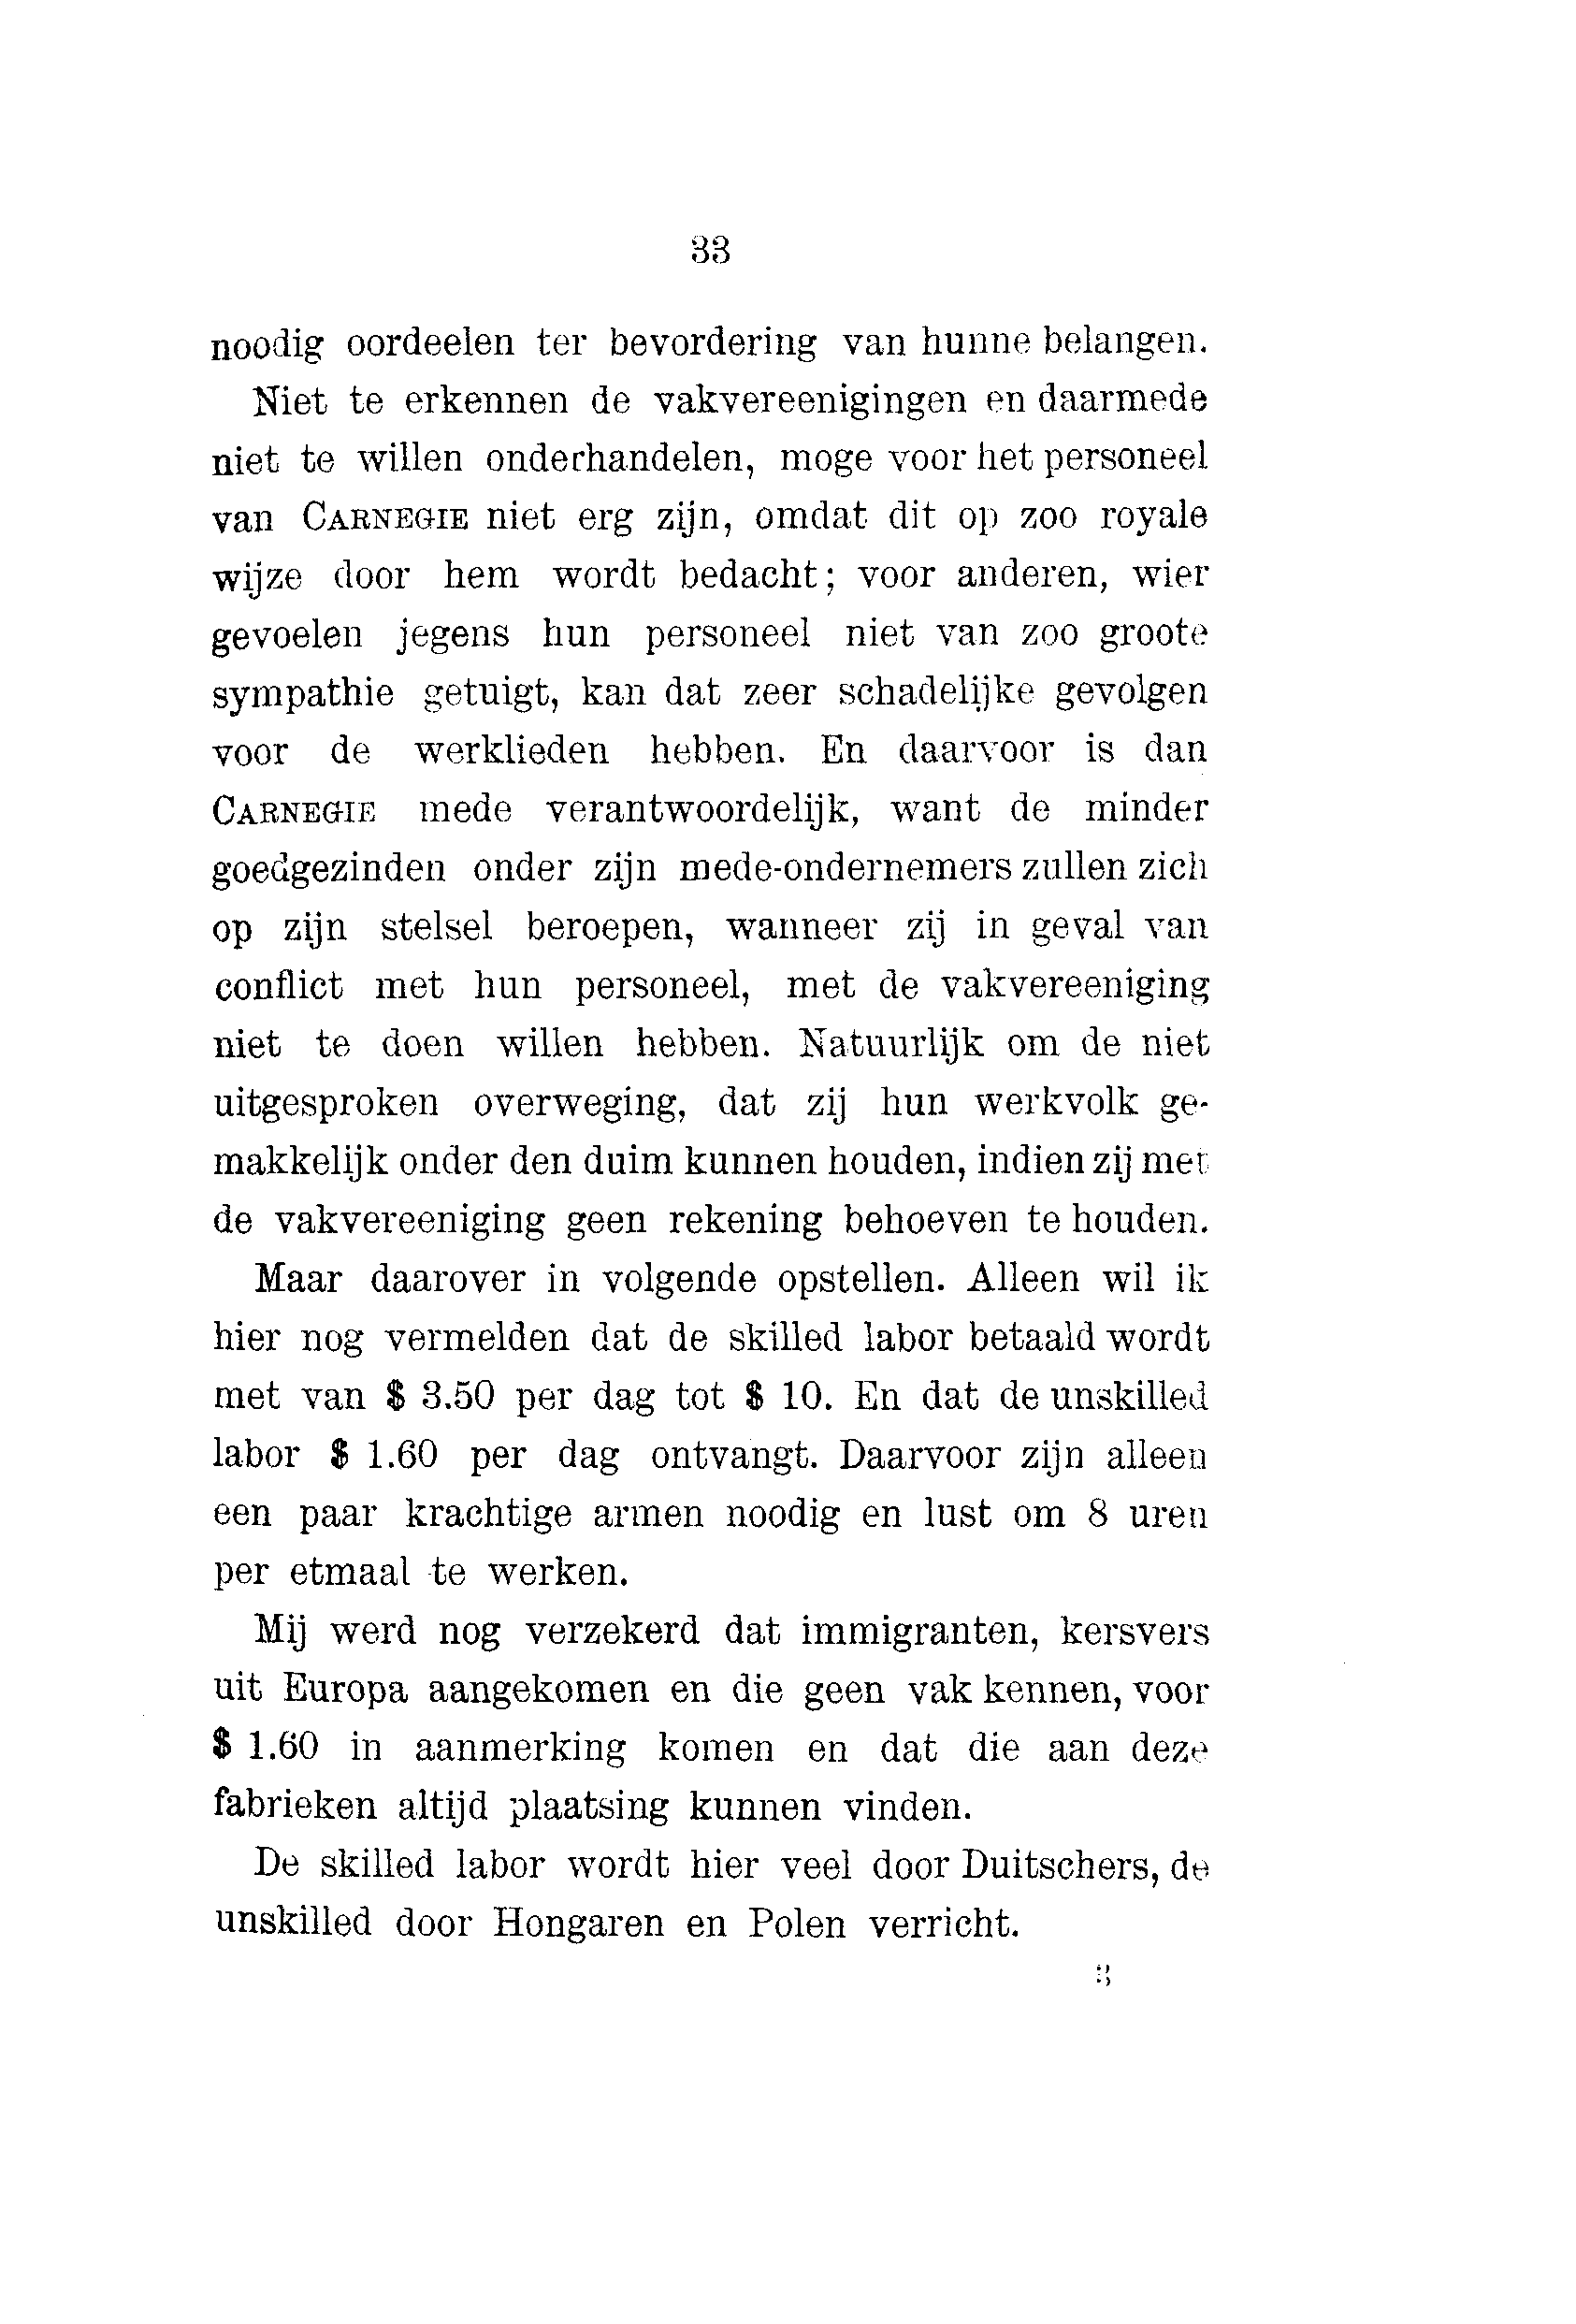 33
noodig oordeelen ter bevordering van hunne belangen.
Niet te erkennen de vakvereenigingen en daarmede
niet te willen onderhandelen, moge voor het personeel
van CARNEGIE niet erg zijn, omdat dit op zoo royale
wijze door hem wordt bedacht; voor anderen, wier
gevoelen jegens hun personeel niet van zoo groote
sympathie getuigt, kan dat zeer schadelijke gevolgen
voor de werklieden hebben. En daarvoor is dan
CARNEGIE mede verantwoordelijk, want de minder
goedgezinden onder zijn mede-ondernemers zullen zich
op zijn stelsel beroepen, wanneer zij in geval van
conflict met hun personeel, met de vakvereeniging
niet te doen willen hebben. Natuurlijk om de niet
uitgesproken overweging, dat zij hun werkvolk ge-
makkelijk onder den duim kunnen houden, indien zij met
de vakvereeniging geen rekening behoeven te houden.
Maar daarover in volgende opstellen. Alleen wil ik
hier nog vermelden dat de skilled labor betaald wordt
met van $ 3.50 per dag tot $ 10. En dat de unskilled
labor $ 1.60 per dag ontvangt. Daarvoor zijn alleen
een paar krachtige armen noodig en lust om 8 uren
per etmaal te werken.
Mij werd nog verzekerd dat immigranten, kersvers
uit Europa aangekomen en die geen vak kennen, voor
$ 1.60 in aanmerking komen en dat die aan deze
fabrieken altijd plaatsing kunnen vinden.
De skilled labor wordt hier veel door Duitschers, de
unskilled door Hongaren en Polen verricht.
3